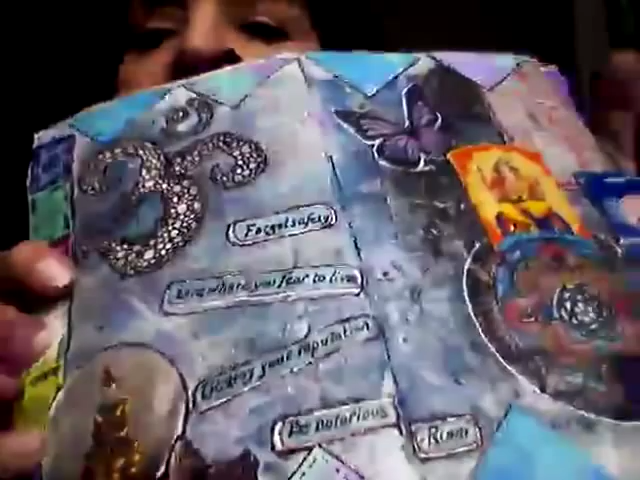 Forget safety
Live where you fear to live
Destroy your reputation
Be notorious
Rumi